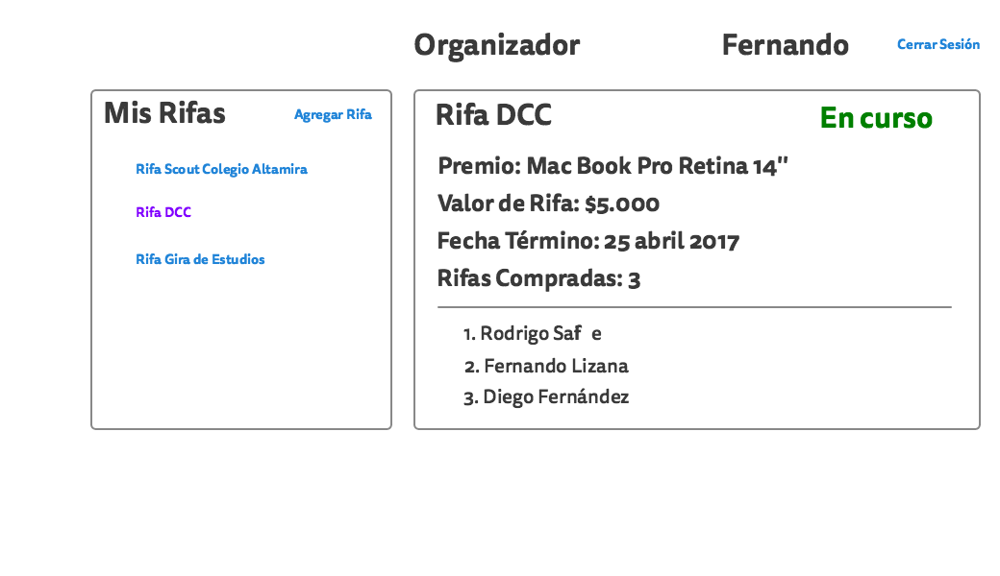 Organizador
Fernando
Cerrar Sesión
Mis Rifas
Agregar Rifa
Rifa Scout Colegio Altamira
Rifa DCC
Rifa Gira de Estudios
Rifa DCC
En curso
Premio: Mac Book Pro Retina 14"
Valor de Rifa: $5.000
Fecha Término: 25 abril 2017
Rifas Compradas: 3
1. Rodrigo Saf e
2. Fernando Lizana
3. Diego Fernández